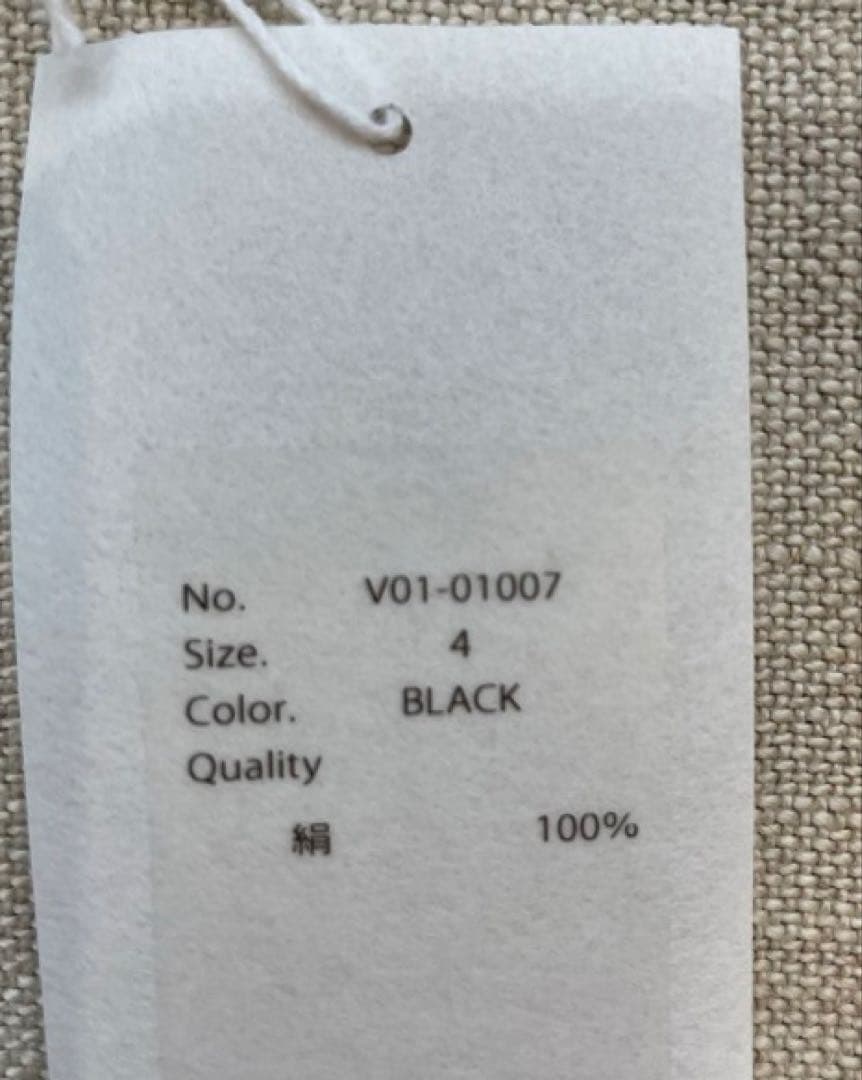 No. V01-01007
Size. 4
Color. BLACK
Quality
絹 100%